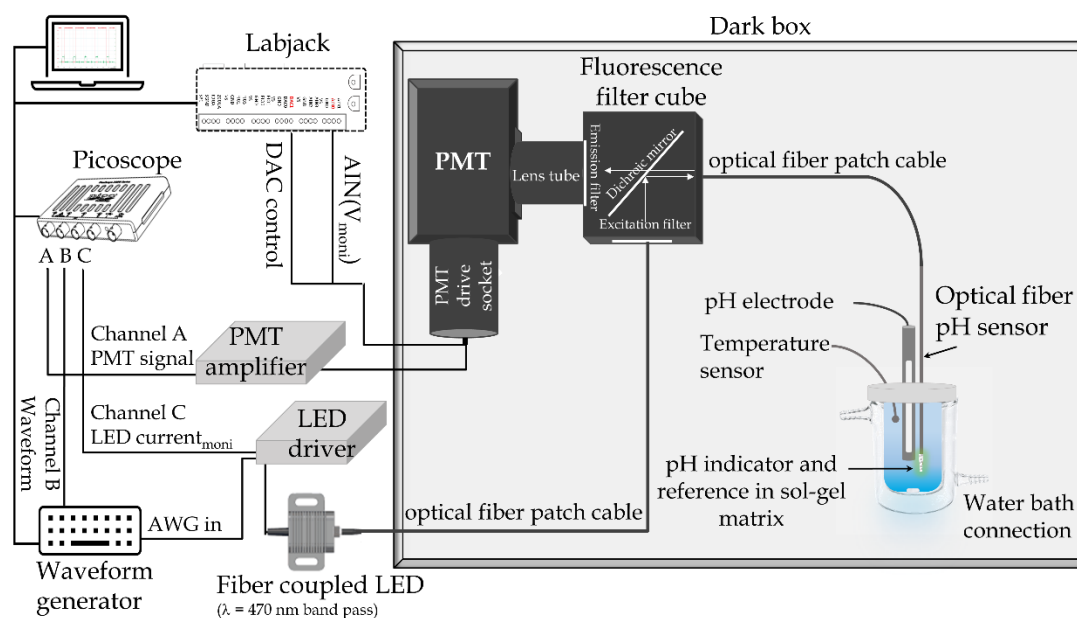 Dark box
Labjack
Fluorescence
filter cube
Picoscope
PMT
Lens tube
Emission filter
Dichroic mirror
Excitation filter
optical fiber patch cable
DAC control
AIN(Vmoni)
A B C
PMT
drive
socket
pH electrode
Optical fiber
pH sensor
Temperature
sensor
Channel A
PMT signal
PMT
amplifier
Channel B
Waveform
Channel C
LED currentmoni
LED
driver
pH indicator and
reference in sol-gel
matrix
Water bath
connection
AWG in
optical fiber patch cable
Waveform
generator
Fiber coupled LED
(λ = 470 nm band pass)